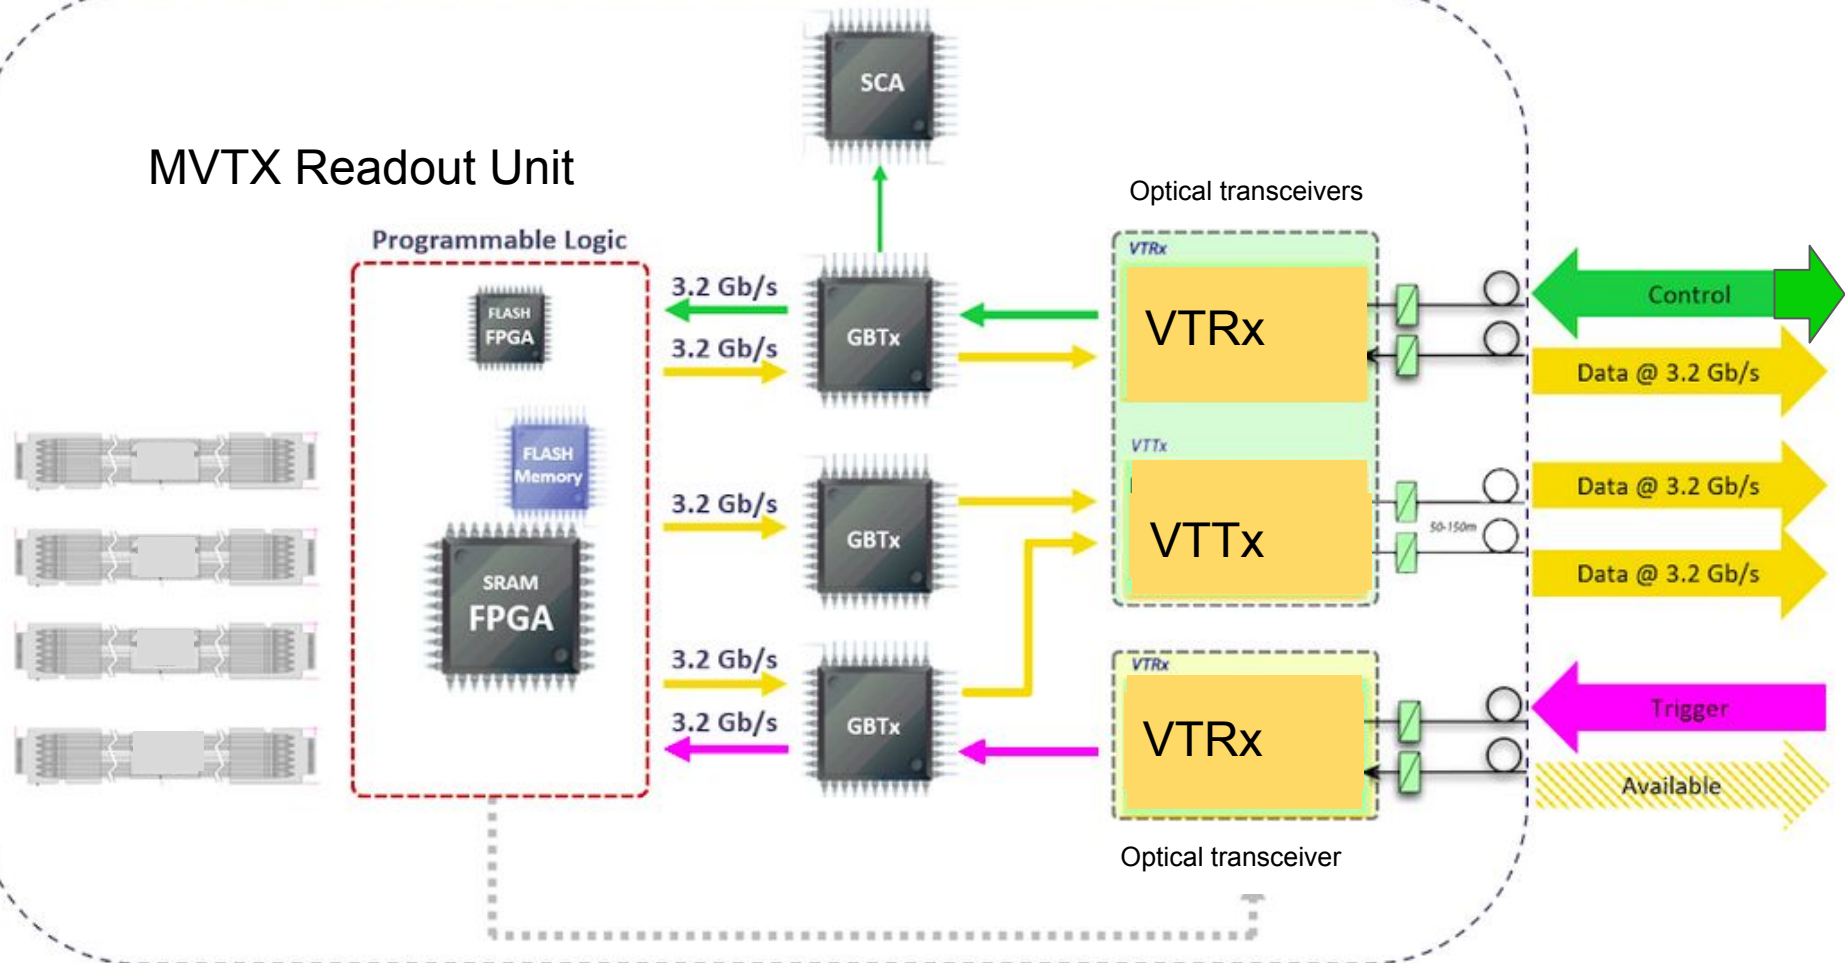 SCA
MVTX Readout Unit
Optical transceivers
Programmable Logic
VTRx
3.2 Gb/s
Control
FLASH
FPGA
VTRx
GBTx
3.2 Gb/s
Data @ 3.2 Gb/s
VTTx
FLASH
Memory
Data @ 3.2 Gb/s
3.2 Gb/s
50-150m
GBTx
VTTx
Data @ 3.2 Gb/s
SRAM
FPGA
3.2 Gb/s
VTRx
Trigger
3.2 Gb/s
GBTx
VTRx
Available
Optical transceiver